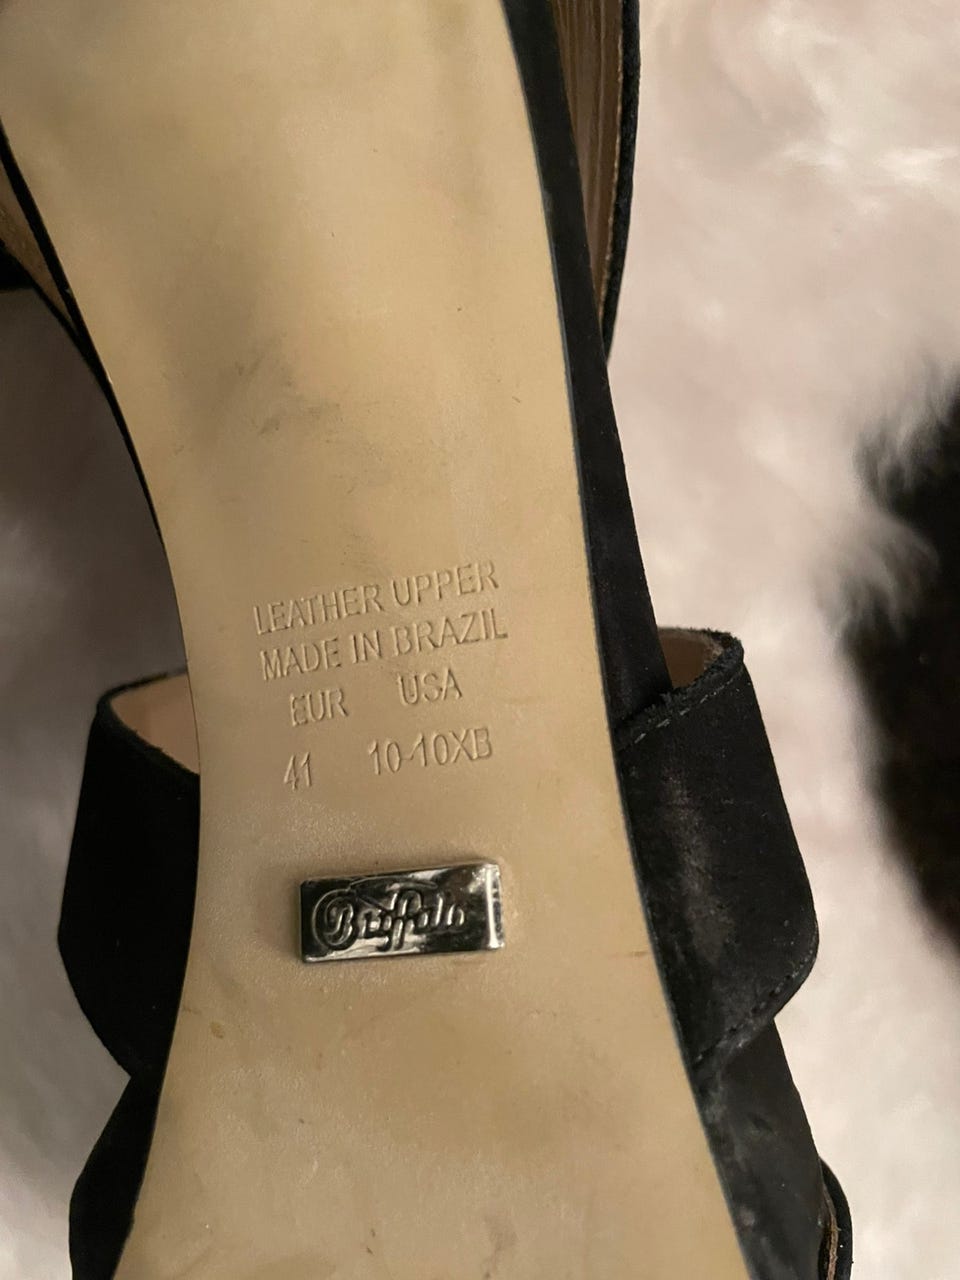 LEATHER UPPER
MADE IN BRAZIL
EUR USA
41 10-10XB
Buffalo